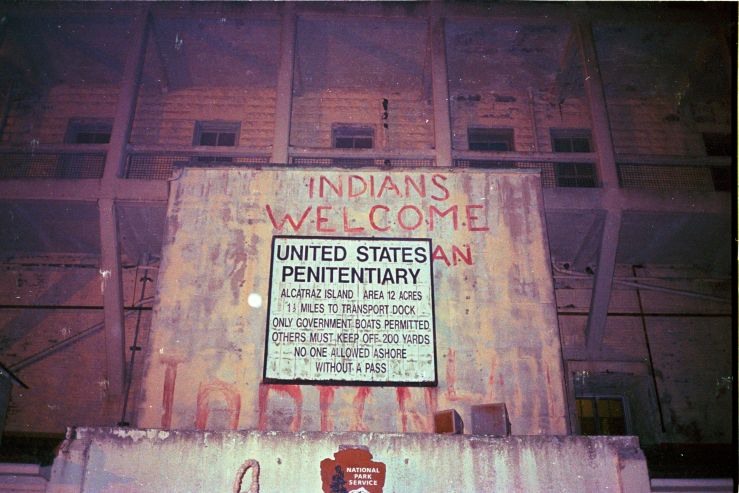 INDIANS
WELCOME
AN
UNITED STATES
PENITENTIARY
ALCATRAZ ISLAND AREA 12 ACRES
1½ MILES TO TRANSPORT DOCK
ONLY GOVERNMENT BOATS PERMITTED
OTHERS MUST KEEP OFF 200 YARDS
NO ONE ALLOWED ASHORE
WITHOUT A PASS
NATIONAL
PARK
SERVICE